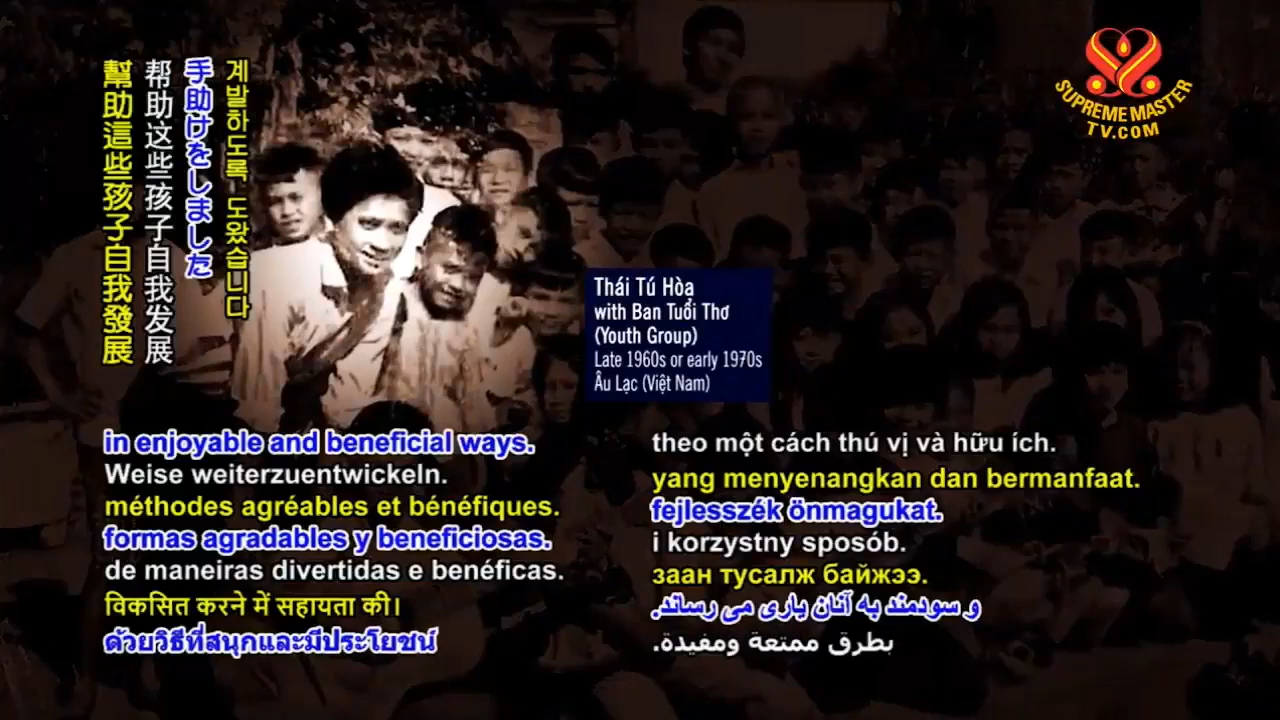 계발하도록 도왔습니다
手助けをしました
帮助这些孩子自我发展
幫助這些孩子自我發展
SUPREME MASTER
TV.COM
Thái Tú Hòa
with Ban Tuổi Thơ
(Youth Group)
Late 1960s or early 1970s
Âu Lạc (Việt Nam)
in enjoyable and beneficial ways.
Weise weiterzuentwickeln.
méthodes agréables et bénéfiques.
formas agradables y beneficiosas.
de maneiras divertidas e benéficas.
विकसित करने में सहायता की।
ด้วยวิธีที่สนุกและมีประโยชน์
theo một cách thú vị và hữu ích.
yang menyenangkan dan bermanfaat.
fejlesszék önmagukat.
i korzystny sposób.
заан тусалж байжээ.
و سودمند به آنان یاری می رساند.
بطرق ممتعة ومفيدة.